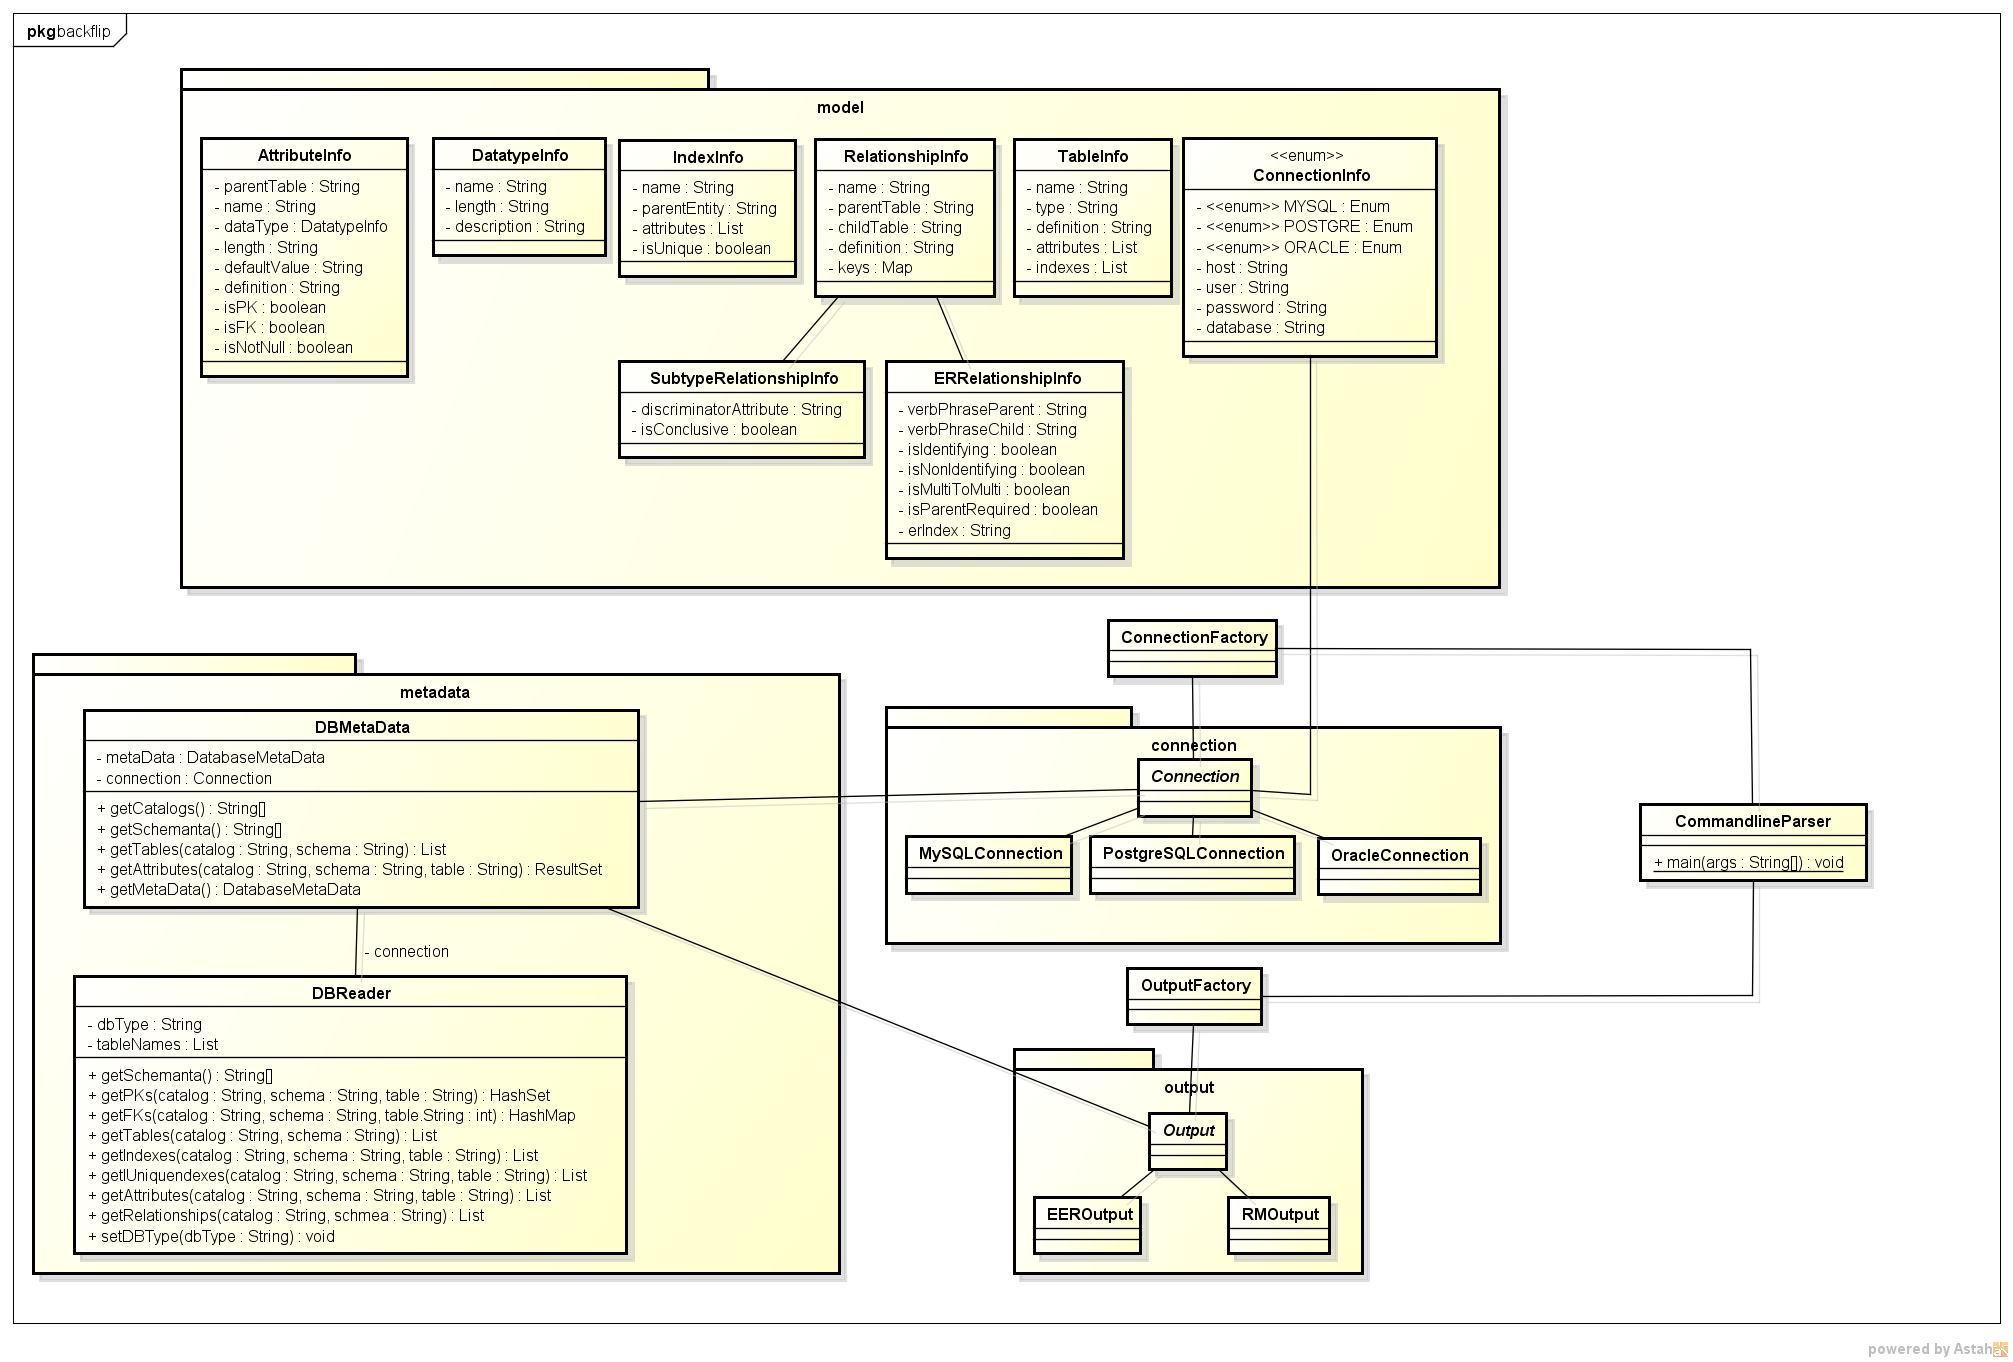 pkg backflip
model
AttributeInfo
- parentTable : String
- name : String
- dataType : DatatypeInfo
- length : String
- defaultValue : String
- definition : String
- isPK : boolean
- isFK : boolean
- isNotNull : boolean
DatatypeInfo
- name : String
- length : String
- description : String
IndexInfo
- name : String
- parentEntity : String
- attributes : List
- isUnique : boolean
RelationshipInfo
- name : String
- parentTable : String
- childTable : String
- definition : String
- keys : Map
TableInfo
- name : String
- type : String
- definition : String
- attributes : List
- indexes : List
<<enum>>
ConnectionInfo
- <<enum>> MYSQL : Enum
- <<enum>> POSTGRE : Enum
- <<enum>> ORACLE : Enum
- host : String
- user : String
- password : String
- database : String
SubtypeRelationshipInfo
- discriminatorAttribute : String
- isConclusive : boolean
ERRelationshipInfo
- verbPhraseParent : String
- verbPhraseChild : String
- isIdentifying : boolean
- isNonIdentifying : boolean
- isMultiToMulti : boolean
- isParentRequired : boolean
- erIndex : String
metadata
DBMetaData
- metaData : DatabaseMetaData
- connection : Connection
+ getCatalogs() : String[]
+ getSchemanta() : String[]
+ getTables(catalog : String, schema : String) : List
+ getAttributes(catalog : String, schema : String, table : String) : ResultSet
+ getMetaData() : DatabaseMetaData
- connection
DBReader
- dbType : String
- tableNames : List
+ getSchemanta() : String[]
+ getPKs(catalog : String, schema : String, table : String) : HashSet
+ getFKs(catalog : String, schema : String, table.String : int) : HashMap
+ getTables(catalog : String, schema : String) : List
+ getIndexes(catalog : String, schema : String, table : String) : List
+ getIUniquendexes(catalog : String, schema : String, table : String) : List
+ getAttributes(catalog : String, schema : String, table : String) : List
+ getRelationships(catalog : String, schmea : String) : List
+ setDBType(dbType : String) : void
ConnectionFactory
connection
Connection
MySQLConnection
PostgreSQLConnection
OracleConnection
CommandlineParser
+ main(args : String[]) : void
OutputFactory
output
Output
EEROutput
RMOutput
powered by Astah